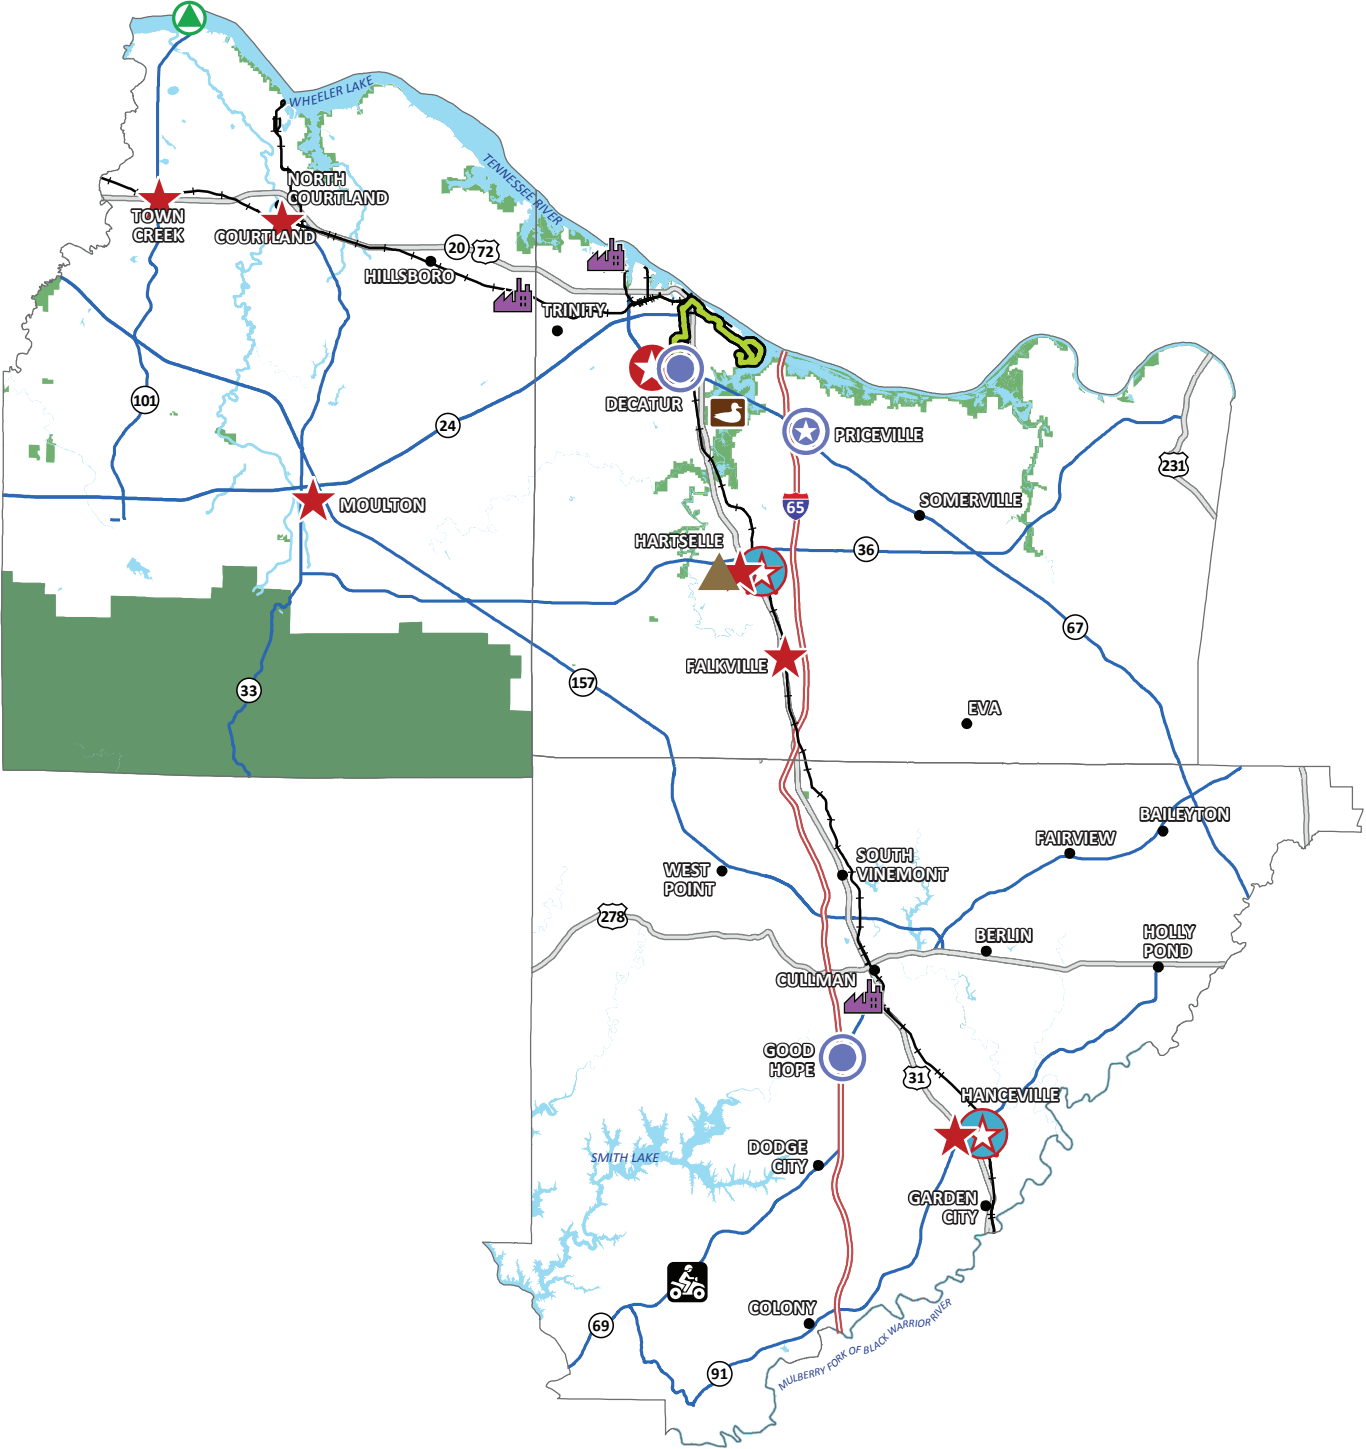 WHEELER LAKE
TENNESSEE RIVER
NORTH
COURTLAND
TOWN
CREEK
COURTLAND
20
72
HILLSBORO
TRINITY
DECATUR
101
24
PRICEVILLE
231
MOULTON
65
SOMERVILLE
HARTSELLE
36
67
FALKVILLE
33
157
EVA
BAILEYTON
FAIRVIEW
SOUTH
VINEMONT
WEST
POINT
278
BERLIN
HOLLY
POND
CULLMAN
GOOD
HOPE
31
HANCEVILLE
DODGE
CITY
SMITH LAKE
GARDEN
CITY
COLONY
69
91
MULBERRY FORK OF BLACK WARRIOR RIVER